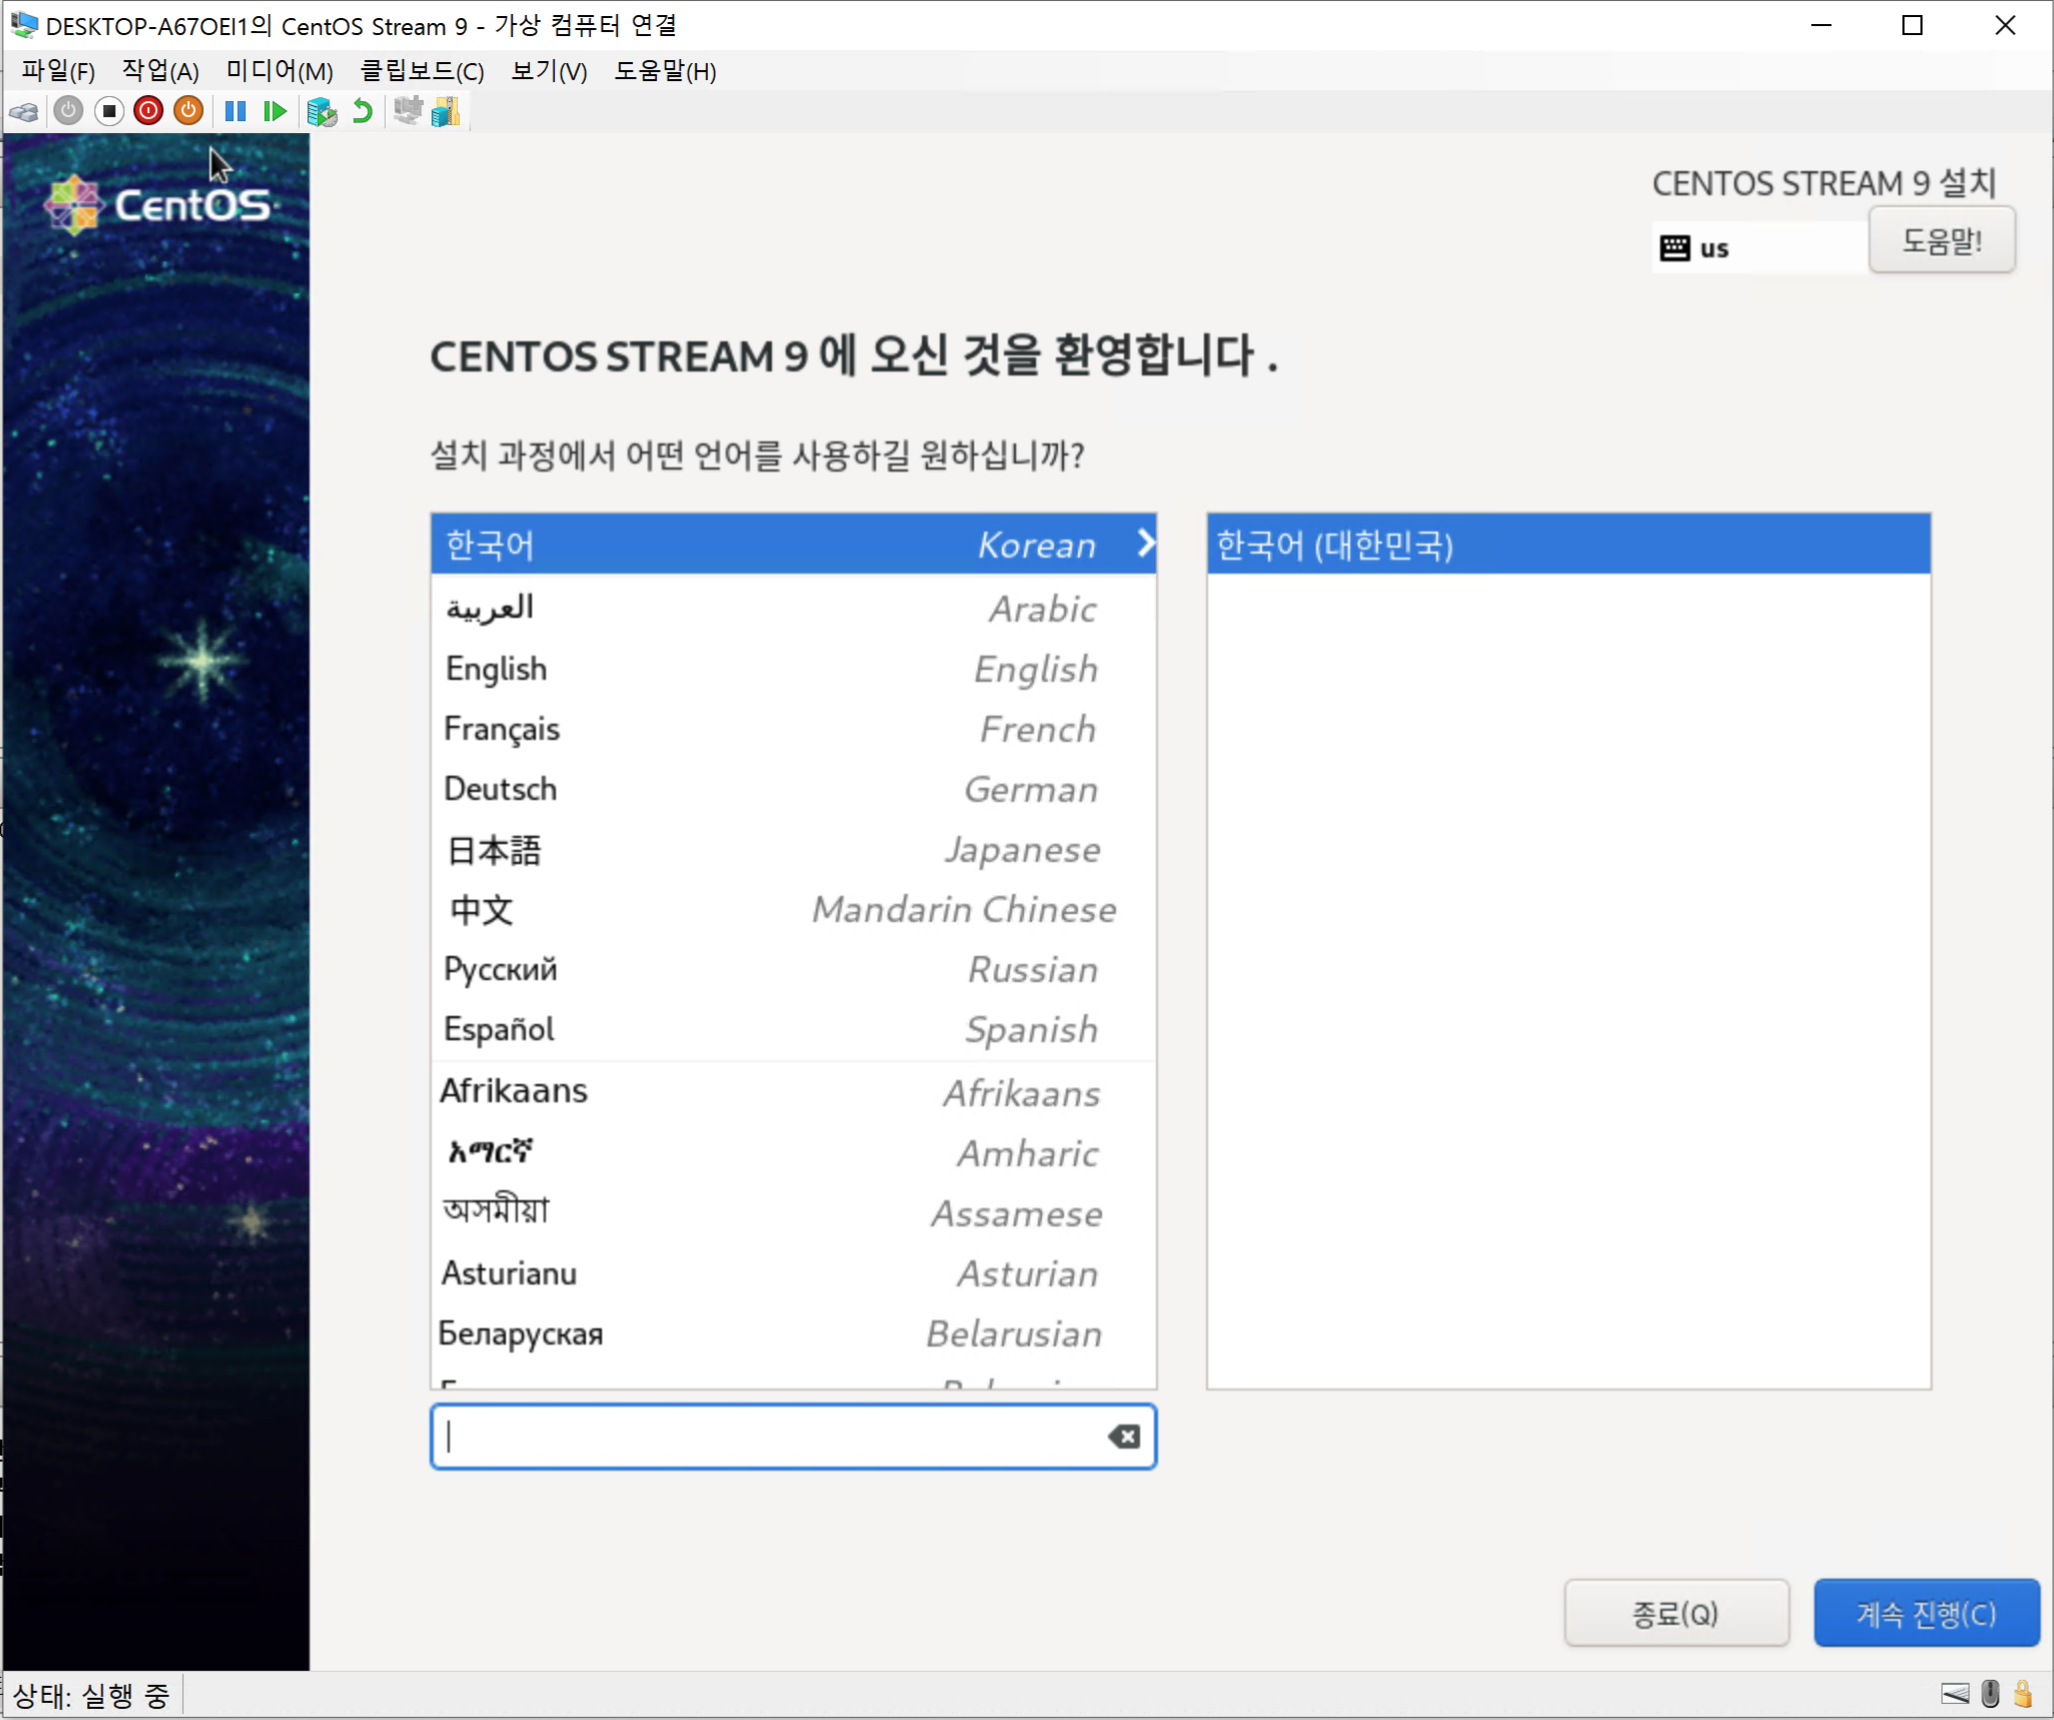 DESKTOP-A67OEI1의 CentOS Stream 9 - 가상 컴퓨터 연결
파일(F) 작업(A) 미디어(M) 클립보드(C) 보기(V) 도움말(H)
CentOS
CENTOS STREAM 9 설치
us
도움말!
CENTOS STREAM 9 에 오신 것을 환영합니다 .
설치 과정에서 어떤 언어를 사용하길 원하십니까?
한국어 Korean
한국어 (대한민국)
العربية Arabic
English English
Français French
Deutsch German
日本語 Japanese
中文 Mandarin Chinese
Русский Russian
Español Spanish
Afrikaans Afrikaans
አማርኛ Amharic
অসমীয়া Assamese
Asturianu Asturian
Беларуская Belarusian
종료(Q)
계속 진행(C)
상태: 실행 중